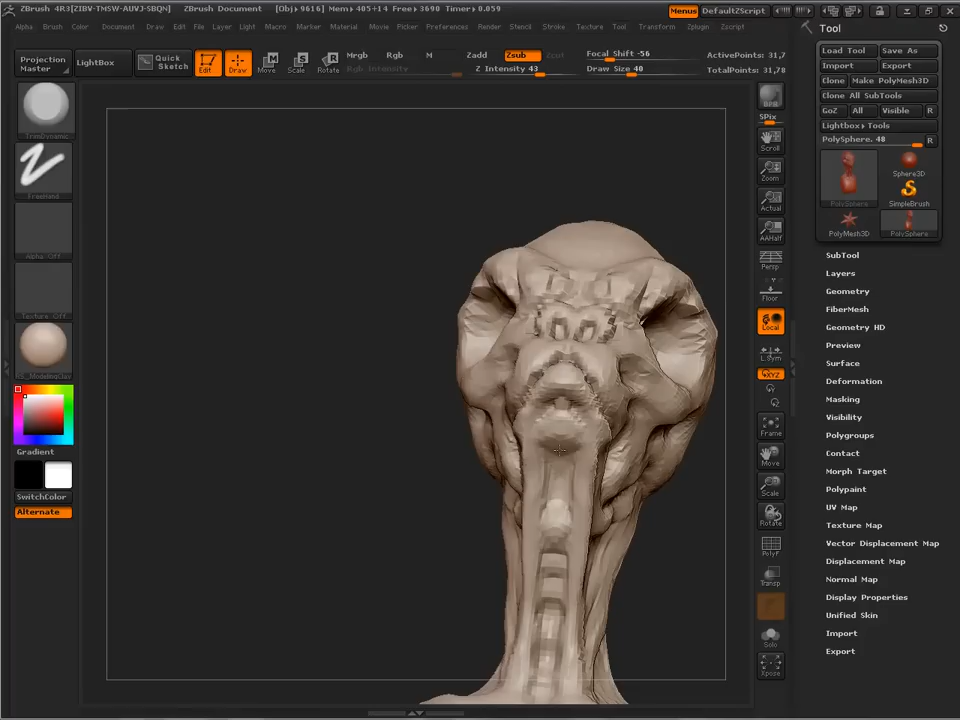 ZBrush 4R3[ZIBV-TMSW-AUVJ-SBQN] ZBrush Document [Obj▸9616] Mem▸405+14 Free▸3690 Timer▸0.059 Menus DefaultZScript
Alpha Brush Color Document Draw Edit File Layer Light Macro Marker Material Movie Picker Preferences Render Stencil Stroke Texture Tool Transform Zplugin Zscript
Projection Master
LightBox
Quick Sketch
Edit Draw Move Scale Rotate
Mrgb Rgb M
Rgb Intensity
Zadd Zsub Zcut
Z Intensity 43
Focal Shift -56
Draw Size 40
ActivePoints: 31,7
TotalPoints: 31,78
TrimDynamic
FreeHand
Alpha Off
Texture Off
Gradient
SwitchColor
Alternate
BPR
SPix
Scroll
Zoom
Actual
AAHalf
Persp
Floor
Local
L.Sym
XYZ
Frame
Move
Scale
Rotate
PolyF
Transp
Solo
Xpose
Tool
Load Tool Save As
Import Export
Clone Make PolyMesh3D
Clone All SubTools
GoZ All Visible R
Lightbox▸Tools
PolySphere. 48 R
PolySphere Sphere3D
SimpleBrush
PolyMesh3D PolySphere
SubTool
Layers
Geometry
FiberMesh
Geometry HD
Preview
Surface
Deformation
Masking
Visibility
Polygroups
Contact
Morph Target
Polypaint
UV Map
Texture Map
Vector Displacement Map
Displacement Map
Normal Map
Display Properties
Unified Skin
Import
Export